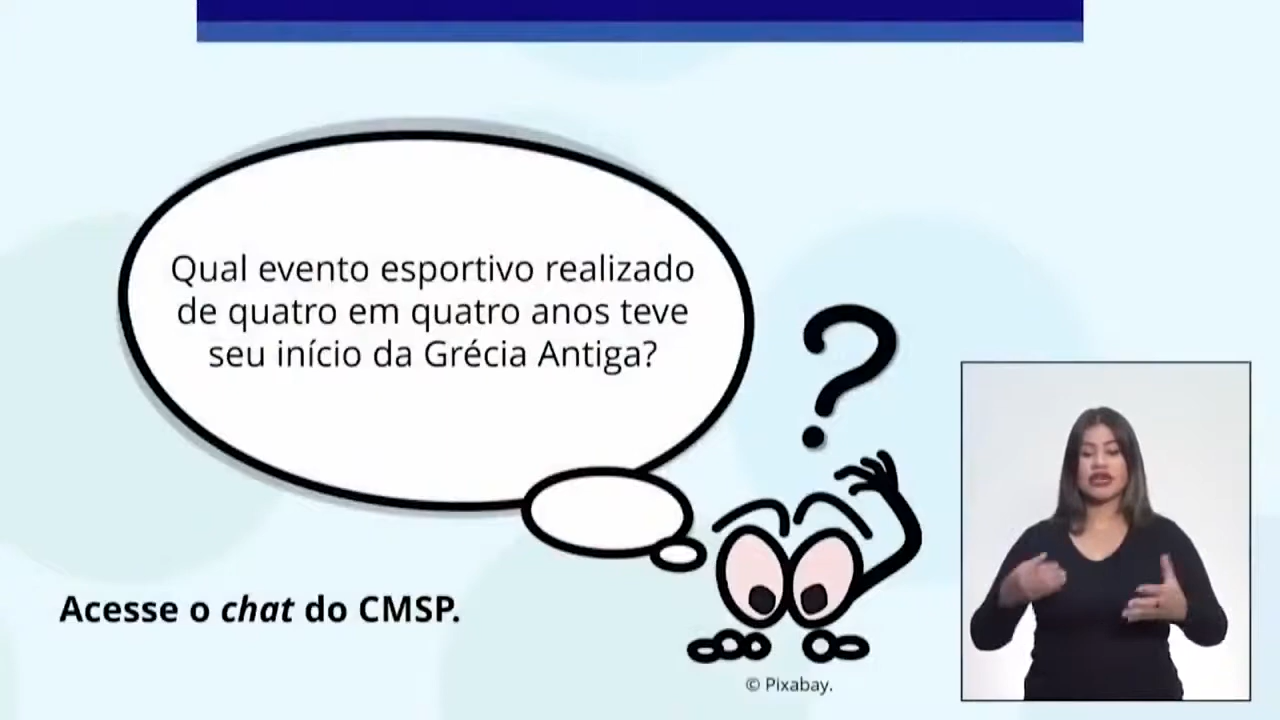 Qual evento esportivo realizado
de quatro em quatro anos teve
seu início da Grécia Antiga?
Acesse o chat do CMSP.
© Pixabay.